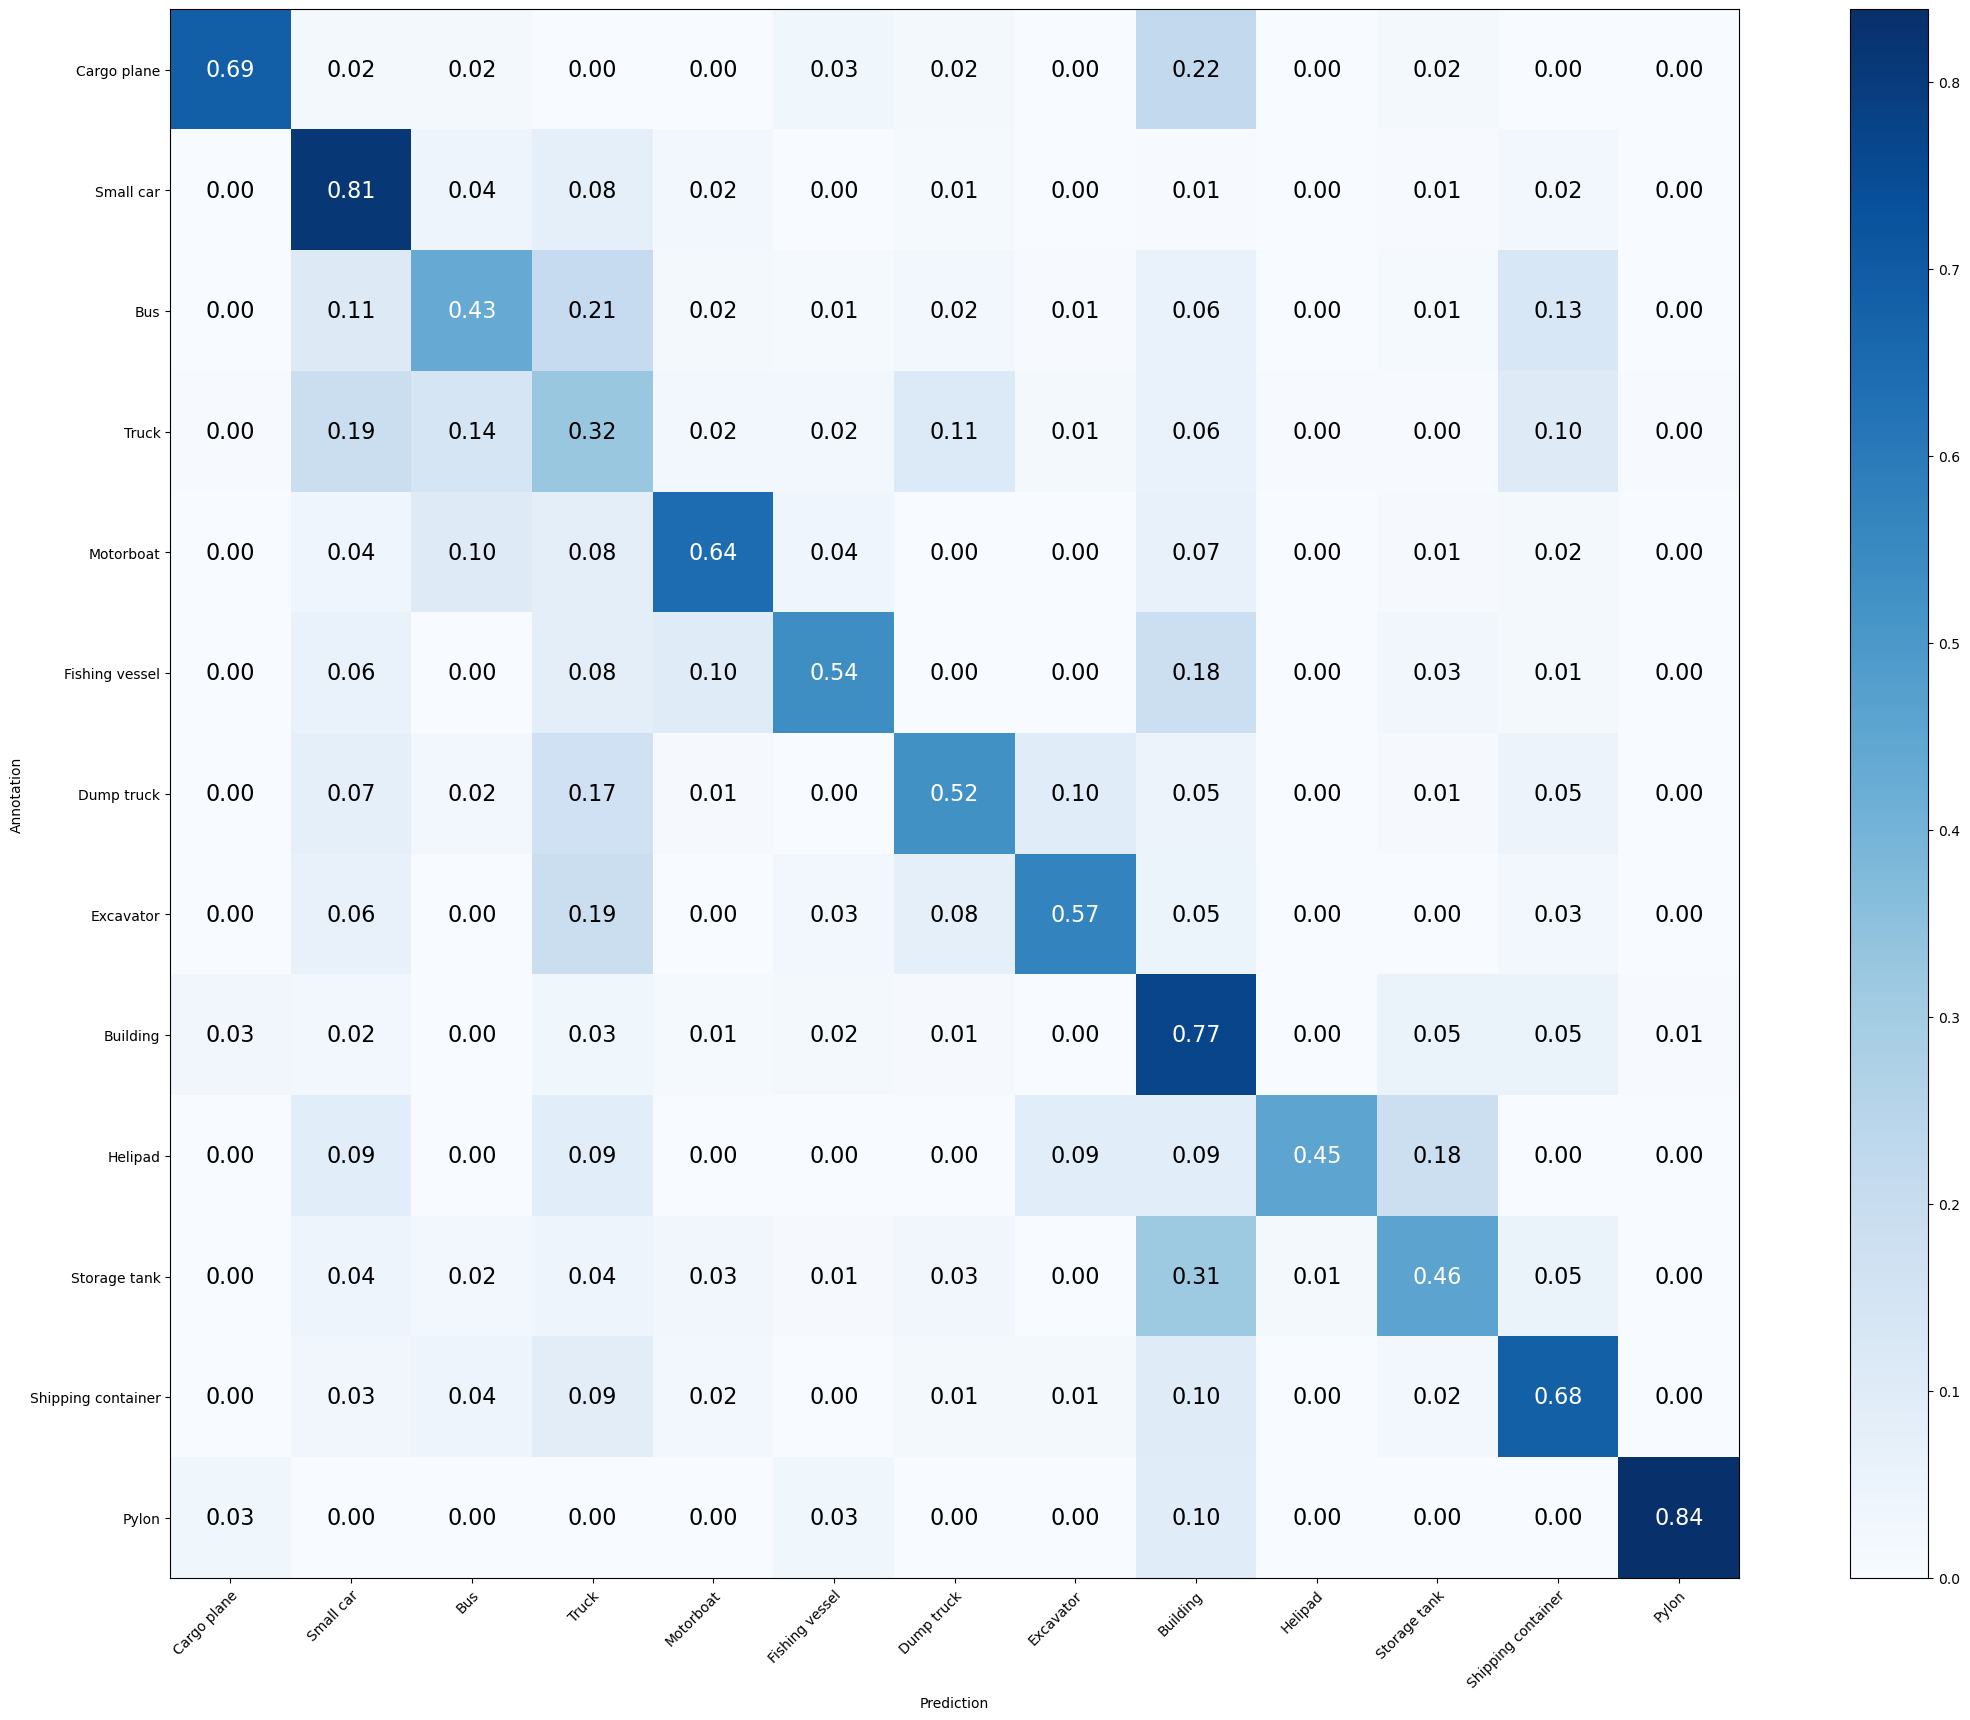 Cargo plane 0.69 0.02 0.02 0.00 0.00 0.03 0.02 0.00 0.22 0.00 0.02 0.00 0.00
Small car 0.00 0.81 0.04 0.08 0.02 0.00 0.01 0.00 0.01 0.00 0.01 0.02 0.00
Bus 0.00 0.11 0.43 0.21 0.02 0.01 0.02 0.01 0.06 0.00 0.01 0.13 0.00
Truck 0.00 0.19 0.14 0.32 0.02 0.02 0.11 0.01 0.06 0.00 0.00 0.10 0.00
Motorboat 0.00 0.04 0.10 0.08 0.64 0.04 0.00 0.00 0.07 0.00 0.01 0.02 0.00
Fishing vessel 0.00 0.06 0.00 0.08 0.10 0.54 0.00 0.00 0.18 0.00 0.03 0.01 0.00
Dump truck 0.00 0.07 0.02 0.17 0.01 0.00 0.52 0.10 0.05 0.00 0.01 0.05 0.00
Excavator 0.00 0.06 0.00 0.19 0.00 0.03 0.08 0.57 0.05 0.00 0.00 0.03 0.00
Building 0.03 0.02 0.00 0.03 0.01 0.02 0.01 0.00 0.77 0.00 0.05 0.05 0.01
Helipad 0.00 0.09 0.00 0.09 0.00 0.00 0.00 0.09 0.09 0.45 0.18 0.00 0.00
Storage tank 0.00 0.04 0.02 0.04 0.03 0.01 0.03 0.00 0.31 0.01 0.46 0.05 0.00
Shipping container 0.00 0.03 0.04 0.09 0.02 0.00 0.01 0.01 0.10 0.00 0.02 0.68 0.00
Pylon 0.03 0.00 0.00 0.00 0.00 0.03 0.00 0.00 0.10 0.00 0.00 0.00 0.84
Annotation
Cargo plane Small car Bus Truck Motorboat Fishing vessel Dump truck Excavator Building Helipad Storage tank Shipping container Pylon
Prediction
0.8
0.7
0.6
0.5
0.4
0.3
0.2
0.1
0.0